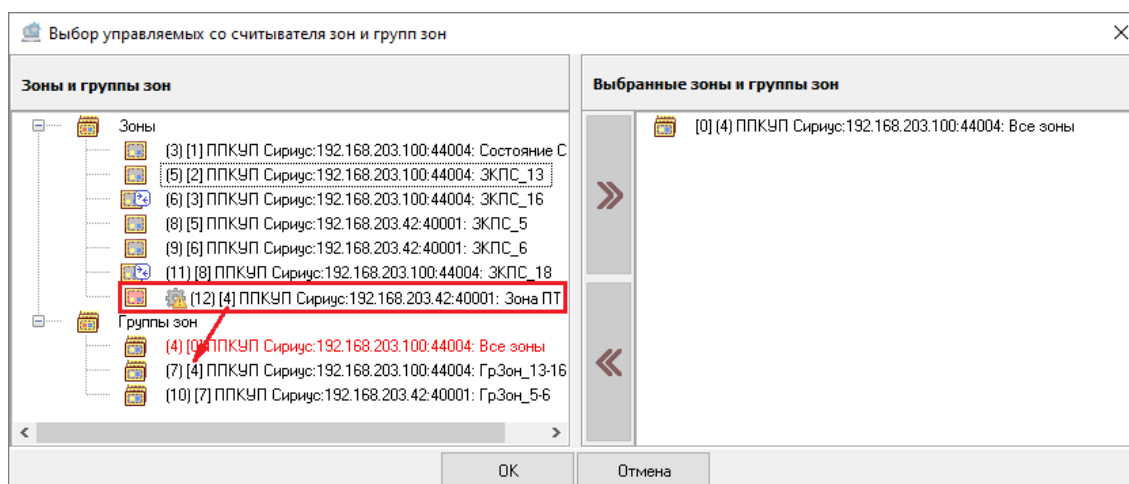 Выбор управляемых со считывателя зон и групп зон
Зоны и группы зон
Зоны
(3) [1] ППКУП Сириус:192.168.203.100:44004: Состояние С
(5) [2] ППКУП Сириус:192.168.203.100:44004: ЗКПС_13
(6) [3] ППКУП Сириус:192.168.203.100:44004: ЗКПС_16
(8) [5] ППКУП Сириус:192.168.203.42:40001: ЗКПС_5
(9) [6] ППКУП Сириус:192.168.203.42:40001: ЗКПС_6
(11) [8] ППКУП Сириус:192.168.203.100:44004: ЗКПС_18
(12) [4] ППКУП Сириус:192.168.203.42:40001: Зона ПТ
Группы зон
(4) [0] ППКУП Сириус:192.168.203.100:44004: Все зоны
(7) [4] ППКУП Сириус:192.168.203.100:44004: ГрЗон_13-16
(10) [7] ППКУП Сириус:192.168.203.42:40001: ГрЗон_5-6
Выбранные зоны и группы зон
[0] (4) ППКУП Сириус:192.168.203.100:44004: Все зоны
OK
Отмена